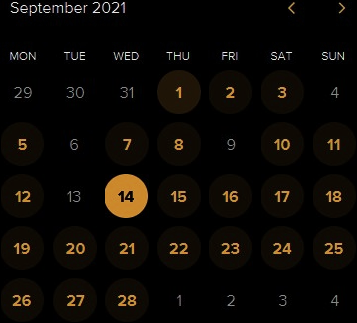 September 2021
MON TUE WED THU FRI SAT SUN
29 30 31 1 2 3 4
5 6 7 8 9 10 11
12 13 14 15 16 17 18
19 20 21 22 23 24 25
26 27 28 1 2 3 4